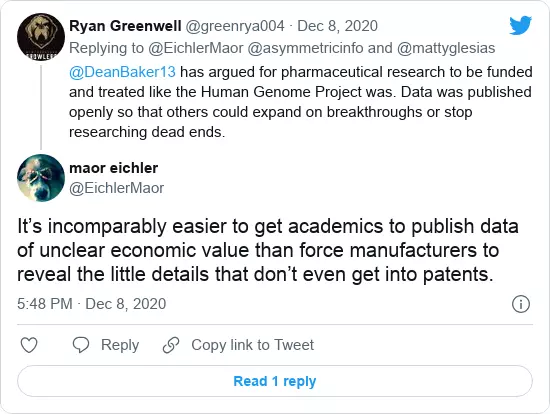 Ryan Greenwell @greenrya004 · Dec 8, 2020
Replying to @EichlerMaor @asymmetricinfo and @mattyglesias
@DeanBaker13 has argued for pharmaceutical research to be funded
and treated like the Human Genome Project was. Data was published
openly so that others could expand on breakthroughs or stop
researching dead ends.
maor eichler
@EichlerMaor
It’s incomparably easier to get academics to publish data
of unclear economic value than force manufacturers to
reveal the little details that don’t even get into patents.
5:48 PM · Dec 8, 2020
Reply Copy link to Tweet
Read 1 reply